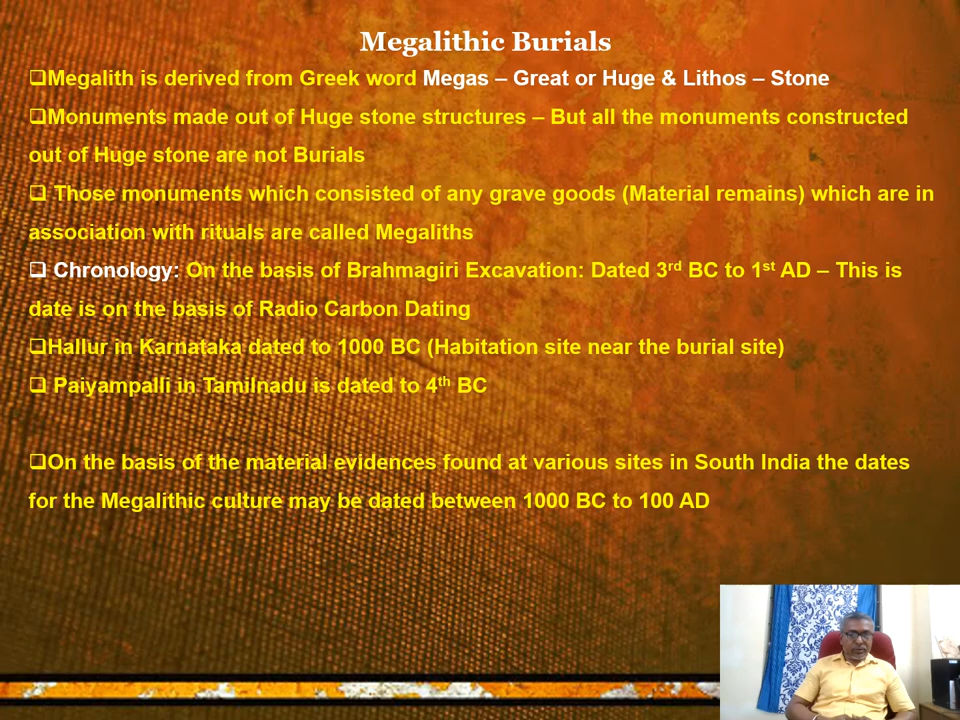 Megalithic Burials
❑Megalith is derived from Greek word Megas – Great or Huge & Lithos – Stone
❑Monuments made out of Huge stone structures – But all the monuments constructed
out of Huge stone are not Burials
❑ Those monuments which consisted of any grave goods (Material remains) which are in
association with rituals are called Megaliths
❑ Chronology: On the basis of Brahmagiri Excavation: Dated 3rd BC to 1st AD – This is
date is on the basis of Radio Carbon Dating
❑Hallur in Karnataka dated to 1000 BC (Habitation site near the burial site)
❑ Paiyampalli in Tamilnadu is dated to 4th BC
❑On the basis of the material evidences found at various sites in South India the dates
for the Megalithic culture may be dated between 1000 BC to 100 AD